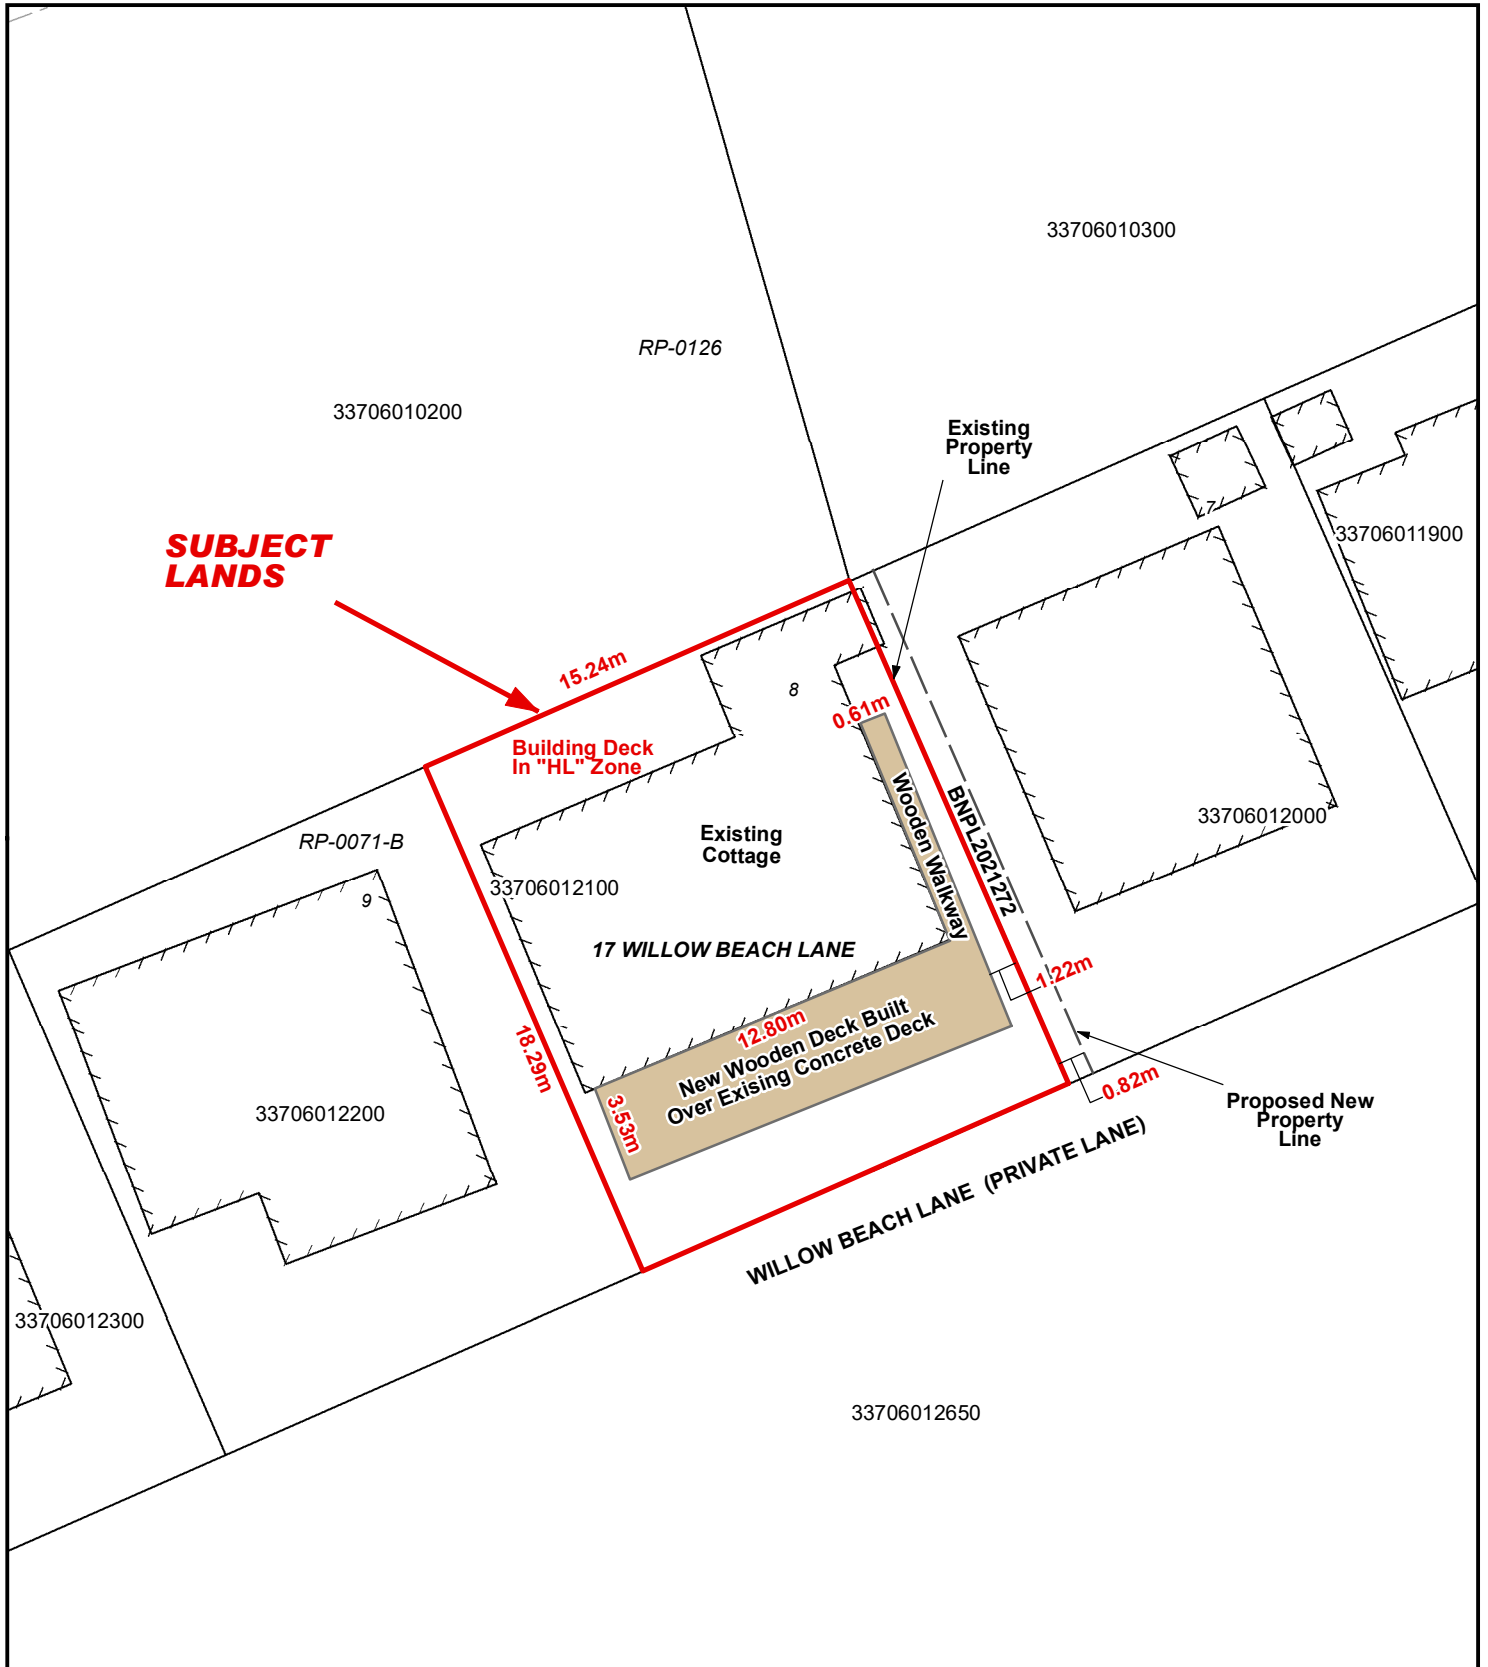 33706010300
RP-0126
33706010200
Existing
Property
Line
7
33706011900
SUBJECT
LANDS
15.24m
8
0.61m
Building Deck
In "HL" Zone
Wooden Walkway
BNPL2021272
33706012000
Existing
Cottage
RP-0071-B
33706012100
9
17 WILLOW BEACH LANE
1.22m
12.80m
New Wooden Deck Built
Over Exising Concrete Deck
18.29m
3.53m
0.82m
33706012200
Proposed New
Property
Line
WILLOW BEACH LANE (PRIVATE LANE)
33706012300
33706012650